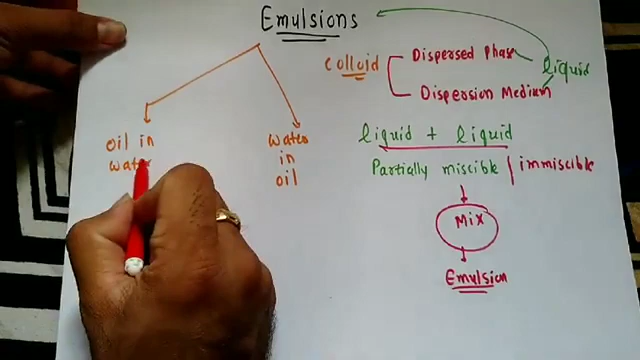 Emulsions
colloid
Dispersed Phase
Dispersion Medium
liquid
oil in
water
water
in
oil
liquid + liquid
Partially miscible | immiscible
Mix
Emulsion